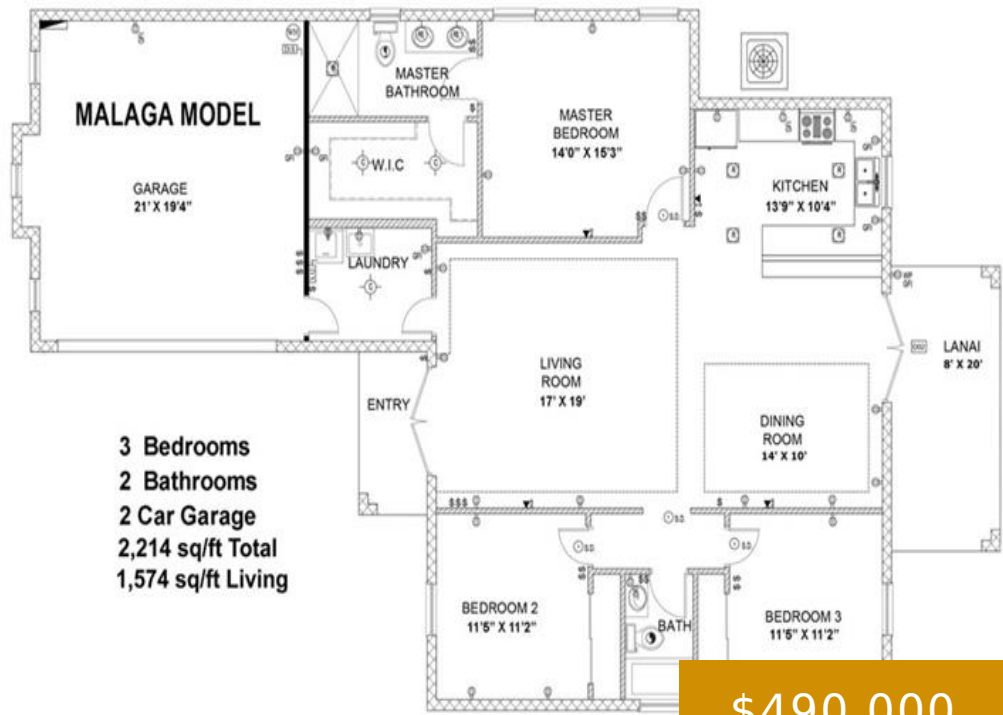 MALAGA MODEL
GARAGE
21' X 19'4"
MASTER
BATHROOM
W.I.C
LAUNDRY
MASTER
BEDROOM
14'0" X 15'3"
KITCHEN
13'9" X 10'4"
LIVING
ROOM
17' X 19'
ENTRY
DINING
ROOM
14' X 10'
LANAI
8' X 20'
3 Bedrooms
2 Bathrooms
2 Car Garage
2,214 sq/ft Total
1,574 sq/ft Living
BEDROOM 2
11'5" X 11'2"
BATH
BEDROOM 3
11'5" X 11'2"
S.D.
S.D.
S.D.
S.D.
$490,000